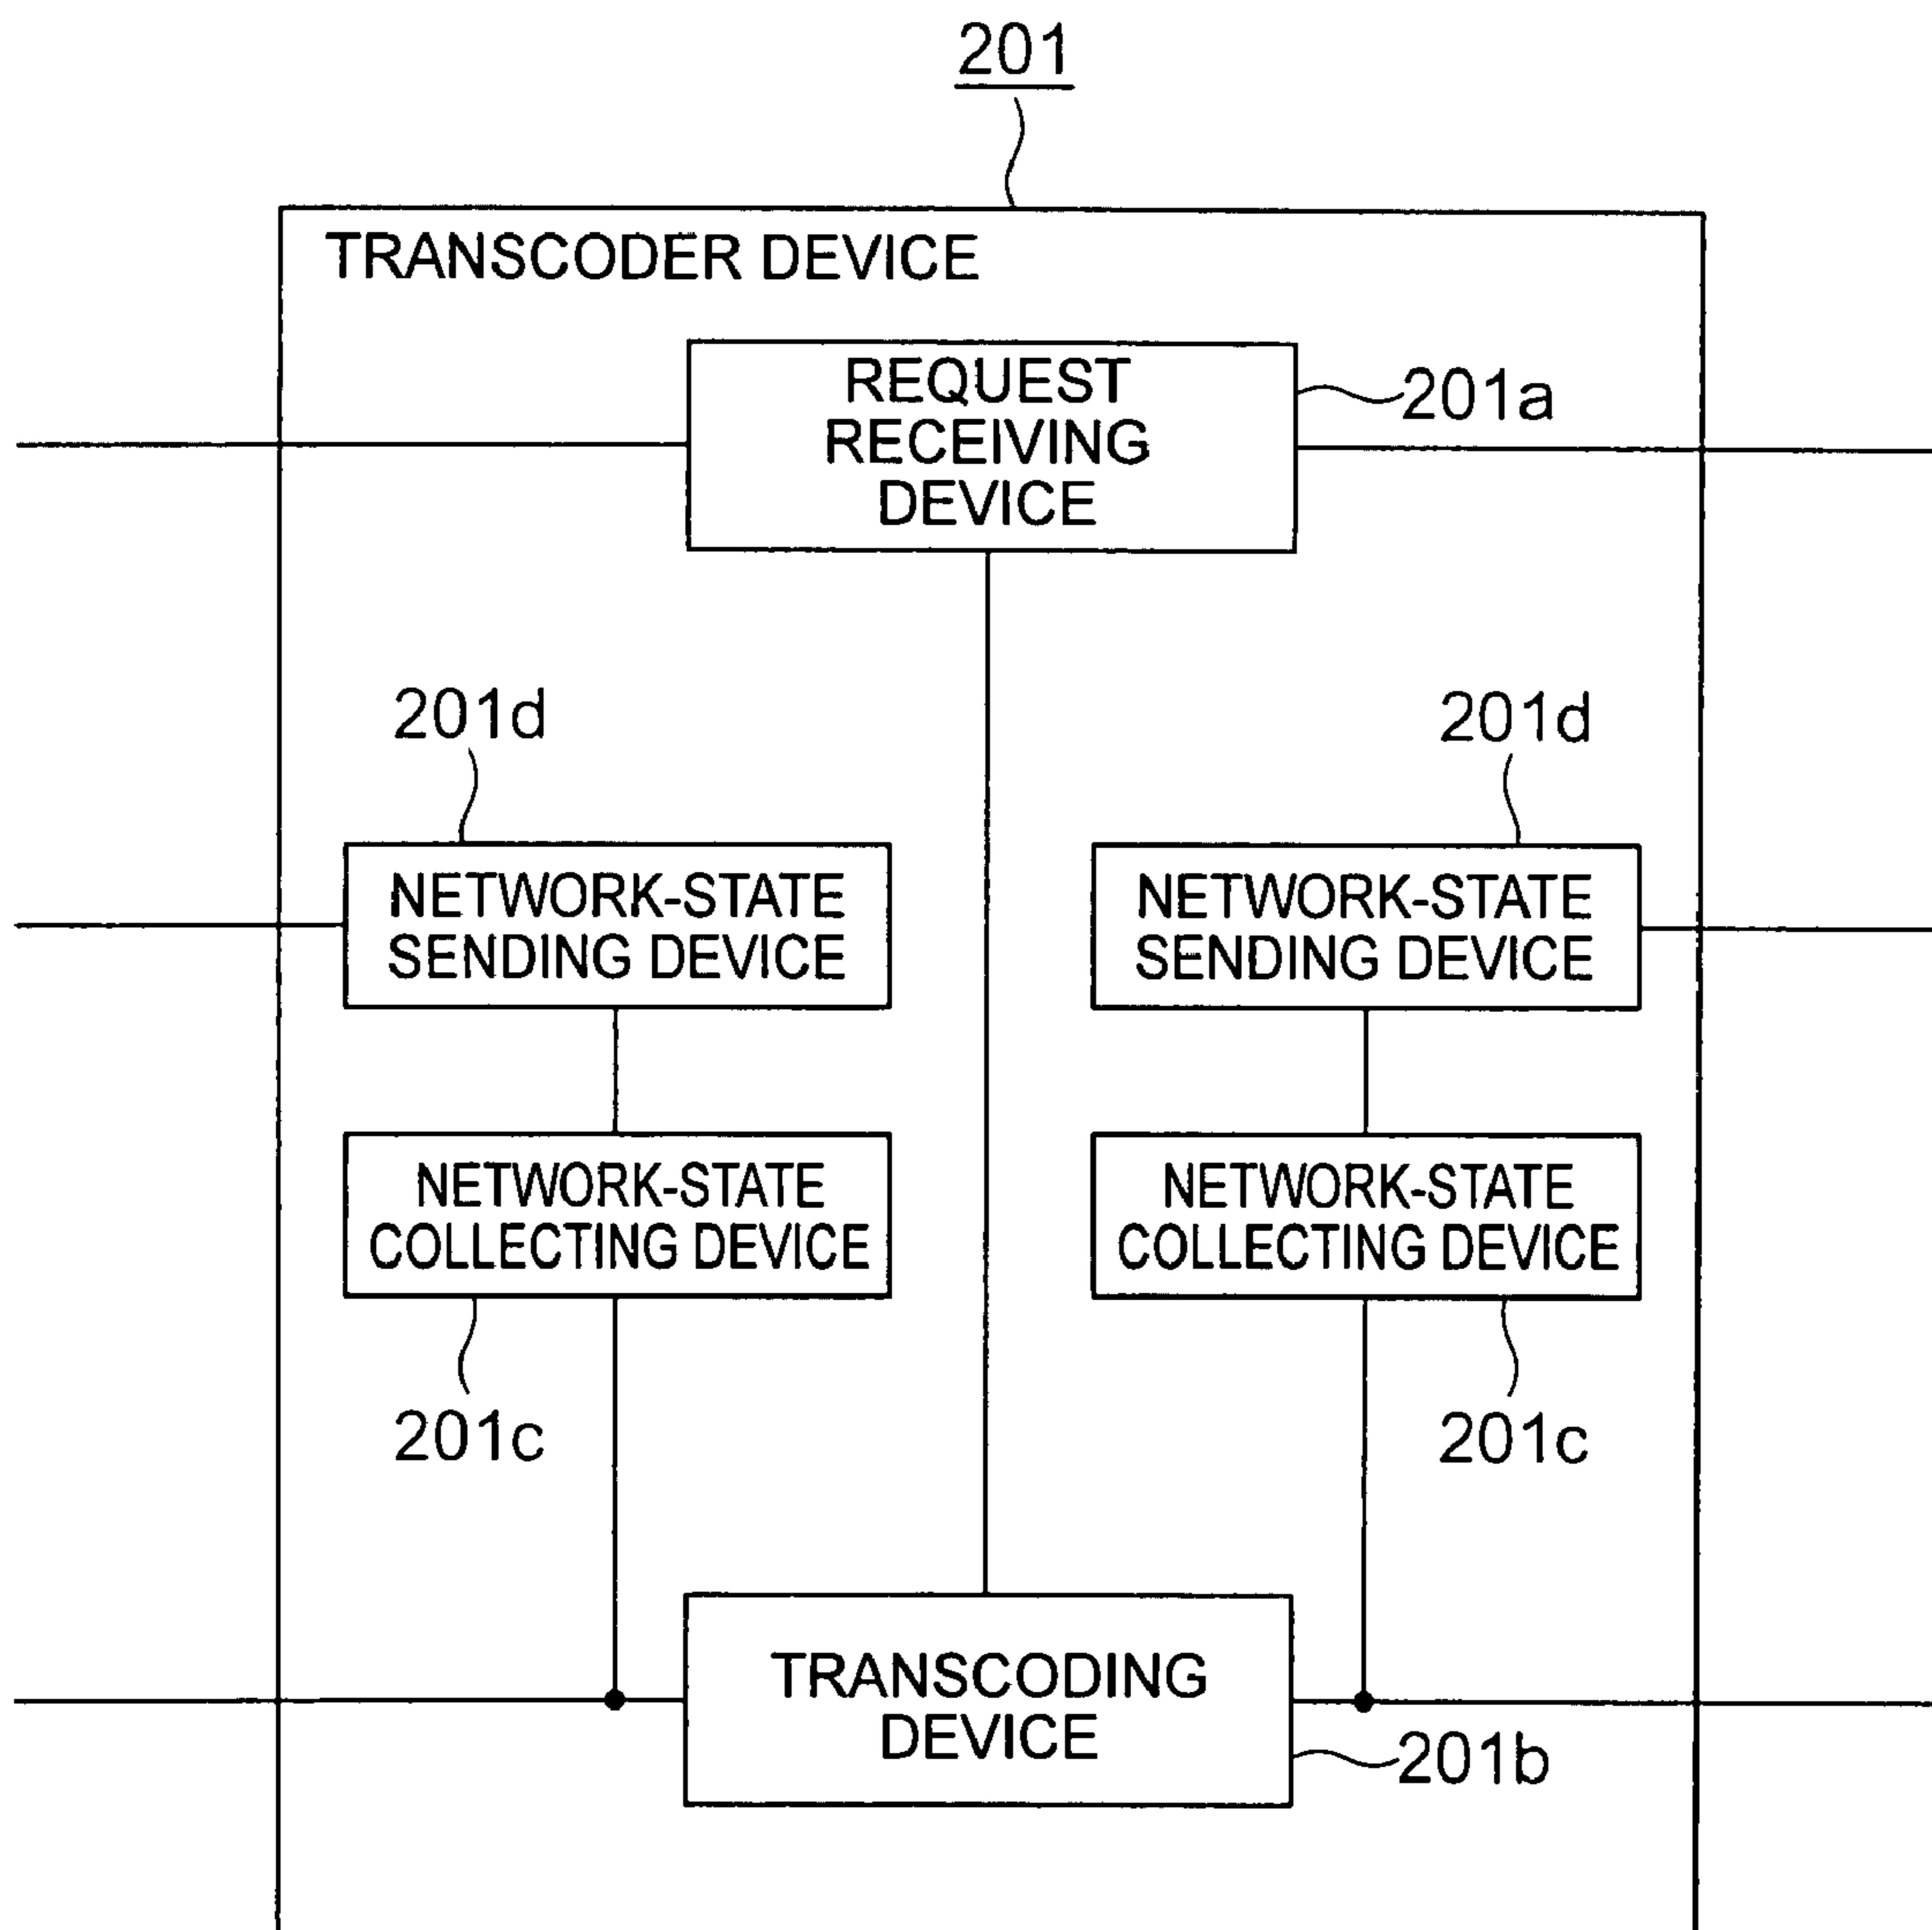 201
TRANSCODER DEVICE
REQUEST
RECEIVING
DEVICE
201a
201d
201d
NETWORK-STATE
SENDING DEVICE
NETWORK-STATE
SENDING DEVICE
NETWORK-STATE
COLLECTING DEVICE
NETWORK-STATE
COLLECTING DEVICE
201c
201c
TRANSCODING
DEVICE
201b